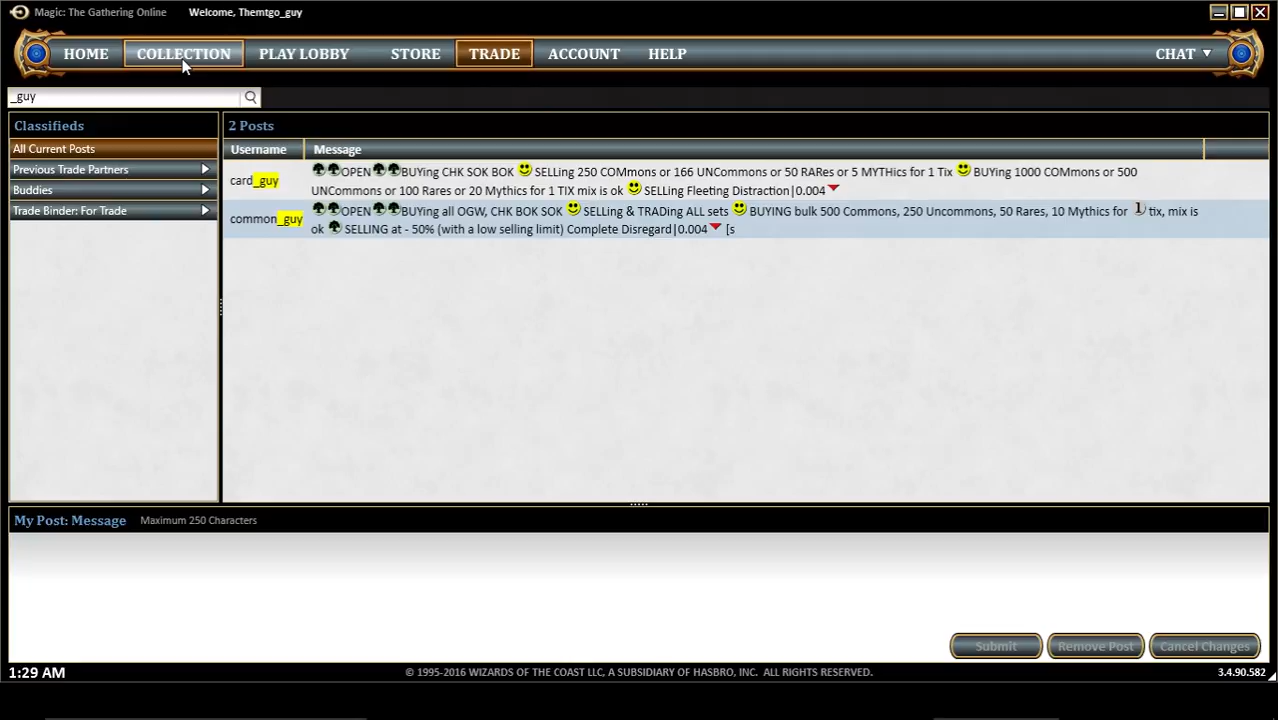 Magic: The Gathering Online Welcome, Themtgo_guy
HOME COLLECTION PLAY LOBBY STORE TRADE ACCOUNT HELP CHAT
_guy
Classifieds
All Current Posts
Previous Trade Partners
Buddies
Trade Binder: For Trade
2 Posts
Username Message
card_guy
OPEN BUYing CHK SOK BOK SELLing 250 COMmons or 166 UNCommons or 50 RARes or 5 MYTHics for 1 Tix BUYing 1000 COMmons or 500
UNCommons or 100 Rares or 20 Mythics for 1 TIX mix is ok SELLing Fleeting Distraction|0.004
common_guy
OPEN BUYing all OGW, CHK BOK SOK SELLing & TRADing ALL sets BUYING bulk 500 Commons, 250 Uncommons, 50 Rares, 10 Mythics for 1 tix, mix is
ok SELLING at - 50% (with a low selling limit) Complete Disregard|0.004 [s
My Post: Message Maximum 250 Characters
Submit Remove Post Cancel Changes
1:29 AM © 1995-2016 WIZARDS OF THE COAST LLC, A SUBSIDIARY OF HASBRO, INC. ALL RIGHTS RESERVED. 3.4.90.582